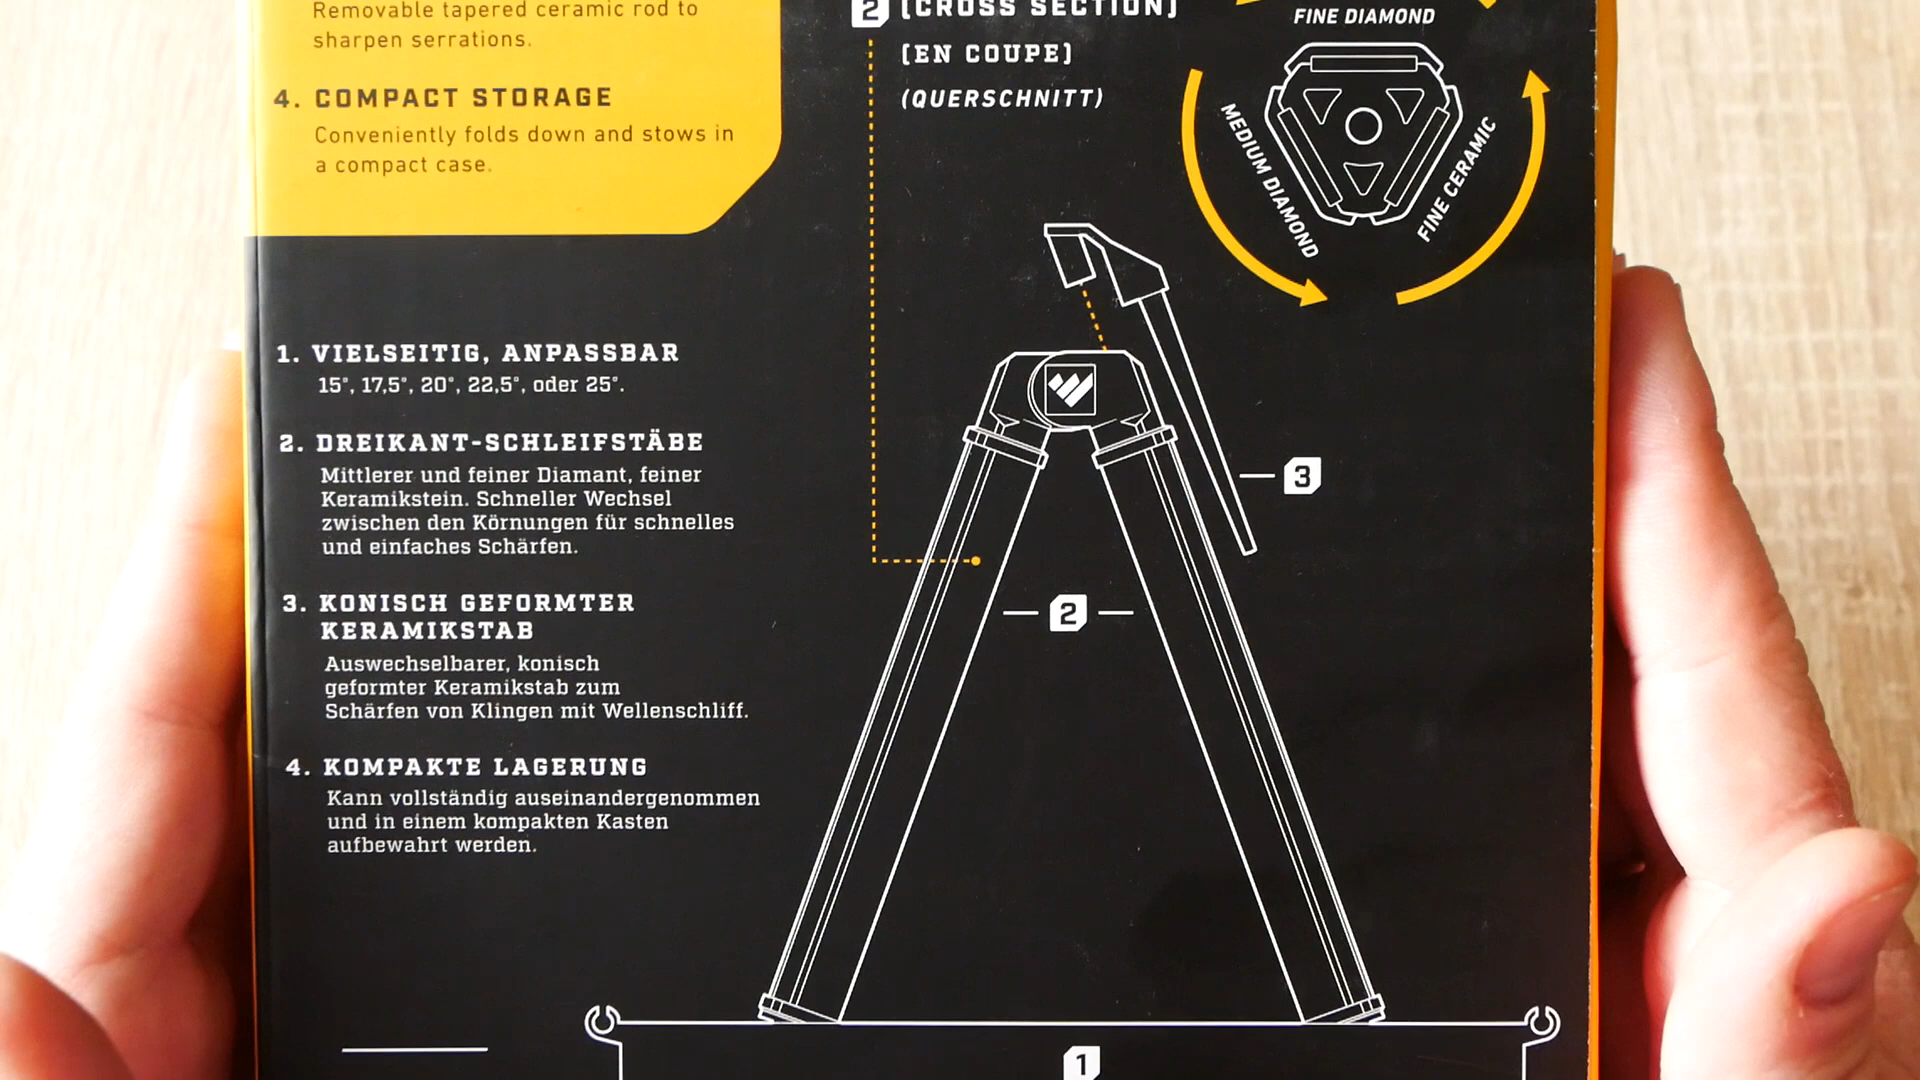 Removable tapered ceramic rod to
sharpen serrations.
4. COMPACT STORAGE
Conveniently folds down and stows in
a compact case.
1. VIELSEITIG, ANPASSBAR
15°, 17,5°, 20°, 22,5°, oder 25°.
2. DREIKANT-SCHLEIFSTÄBE
Mittlerer und feiner Diamant, feiner
Keramikstein. Schneller Wechsel
zwischen den Körnungen für schnelles
und einfaches Schärfen.
3. KONISCH GEFORMTER
KERAMIKSTAB
Auswechselbarer, konisch
geformter Keramikstab zum
Schärfen von Klingen mit Wellenschliff.
4. KOMPAKTE LAGERUNG
Kann vollständig auseinandergenommen
und in einem kompakten Kasten
aufbewahrt werden.
2 [CROSS SECTION]
[EN COUPE]
(QUERSCHNITT)
FINE DIAMOND
MEDIUM DIAMOND
FINE CERAMIC
3
2
1